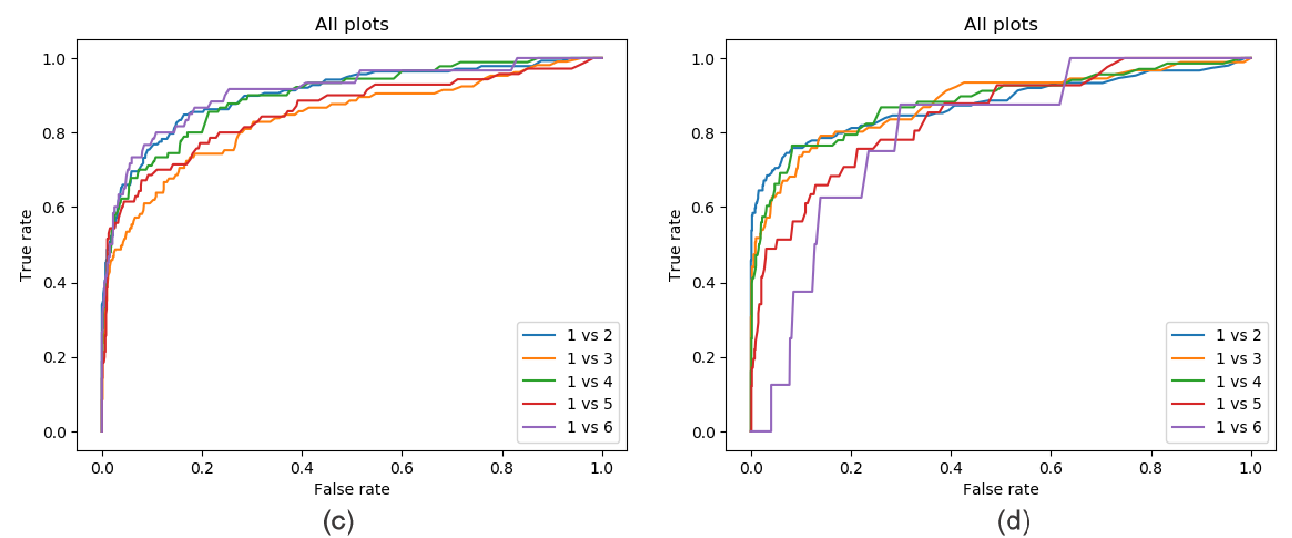 All plots
True rate
1.0
0.8
0.6
0.4
0.2
0.0
1 vs 2
1 vs 3
1 vs 4
1 vs 5
1 vs 6
0.0 0.2 0.4 0.6 0.8 1.0
False rate
(c)
All plots
True rate
1.0
0.8
0.6
0.4
0.2
0.0
1 vs 2
1 vs 3
1 vs 4
1 vs 5
1 vs 6
0.0 0.2 0.4 0.6 0.8 1.0
False rate
(d)